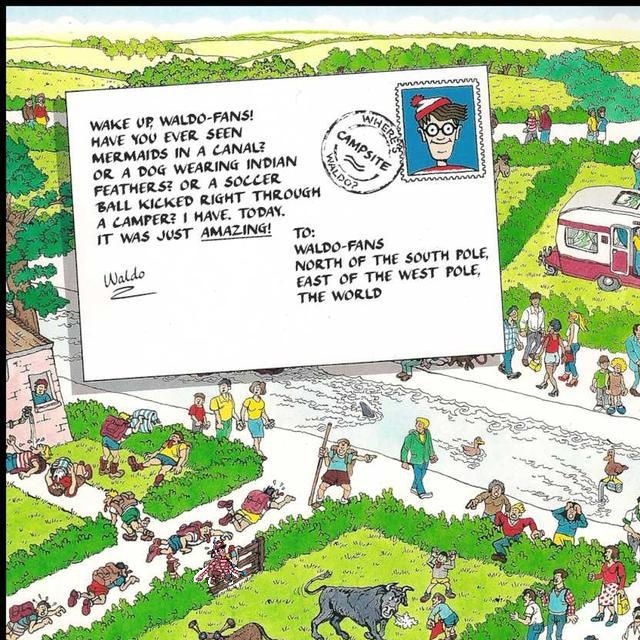 WAKE UP, WALDO-FANS!
HAVE YOU EVER SEEN
MERMAIDS IN A CANAL?
OR A DOG WEARING INDIAN
FEATHERS? OR A SOCCER
BALL KICKED RIGHT THROUGH
A CAMPER? I HAVE. TODAY.
IT WAS JUST AMAZING!
Waldo
WHERE'S
CAMPSITE
WALDO?
TO:
WALDO-FANS
NORTH OF THE SOUTH POLE,
EAST OF THE WEST POLE,
THE WORLD